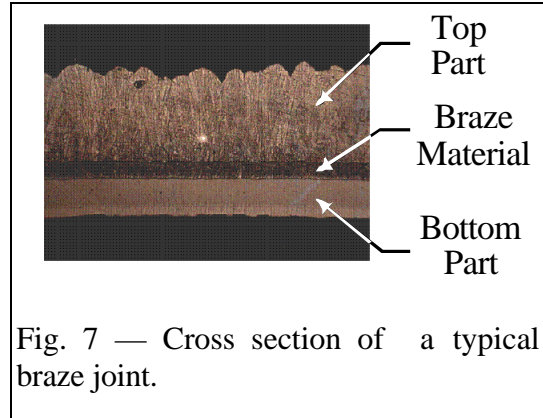 Top
Part
Braze
Material
Bottom
Part
Fig. 7 — Cross section of a typical
braze joint.